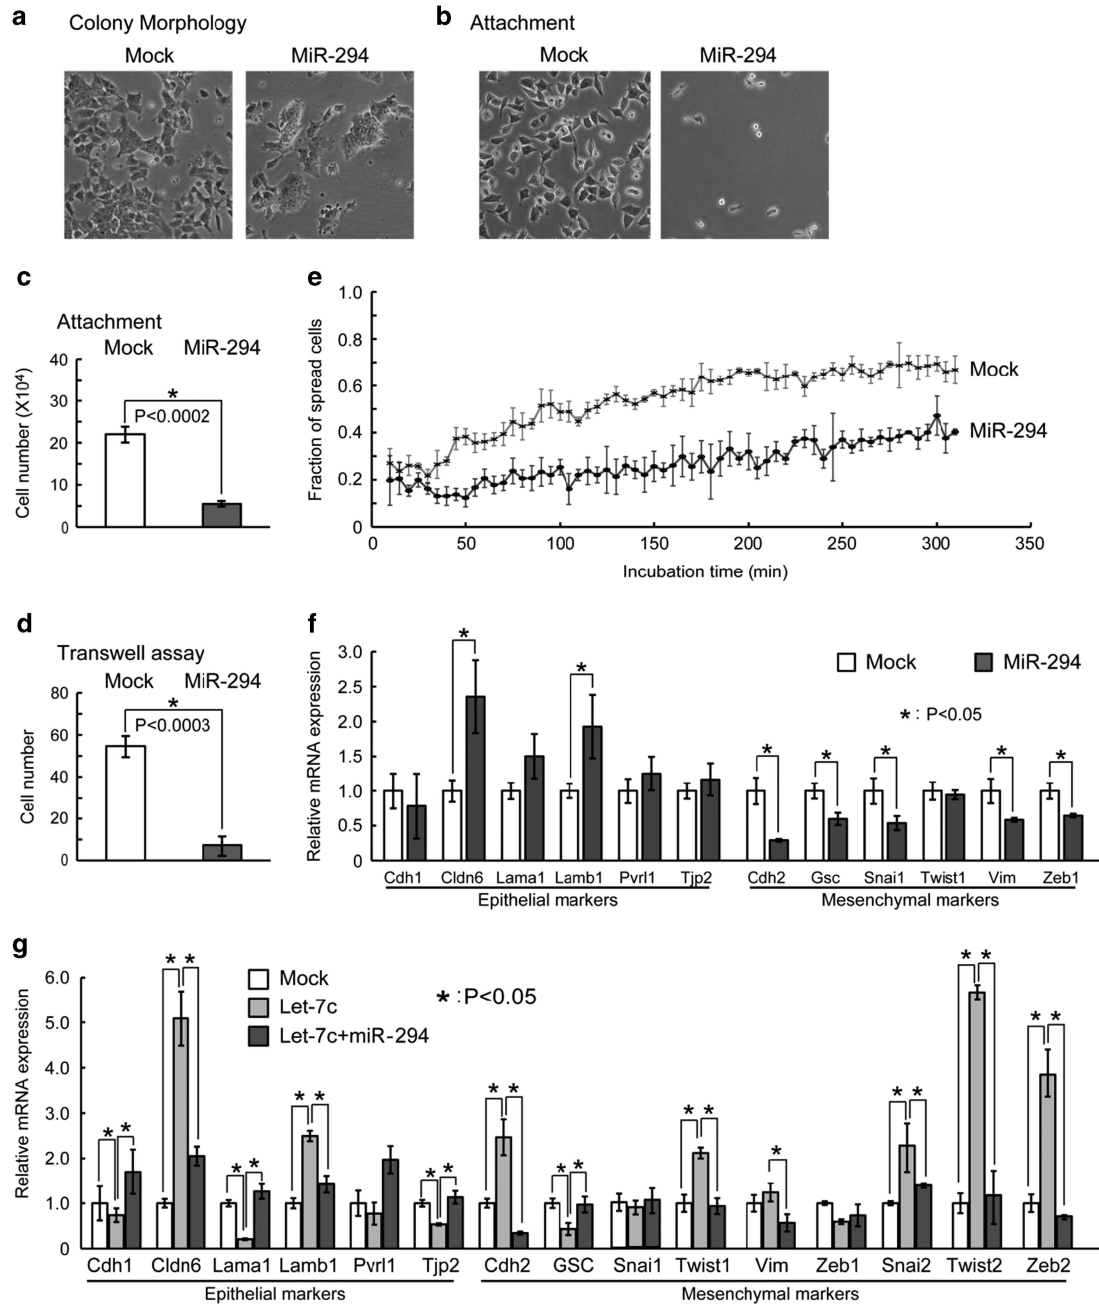 a
Colony Morphology
Mock MiR-294
b
Attachment
Mock MiR-294
c
Attachment
Mock MiR-294
Cell number (X10⁴)
40
30
20
10
0
*
P<0.0002
d
Transwell assay
Mock MiR-294
Cell number
80
60
40
20
0
*
P<0.0003
e
Fraction of spread cells
1.0
0.8
0.6
0.4
0.2
0
Mock
MiR-294
0 50 100 150 200 250 300 350
Incubation time (min)
f
Relative mRNA expression
3.0
2.5
2.0
1.5
1.0
0.5
0
Mock MiR-294
* : P<0.05
* * * * * * *
Cdh1 Cldn6 Lama1 Lamb1 Pvrl1 Tjp2 Cdh2 Gsc Snai1 Twist1 Vim Zeb1
Epithelial markers Mesenchymal markers
g
Relative mRNA expression
6.0
4.0
3.0
2.0
1.0
0
Mock
Let-7c
Let-7c+miR-294
* :P<0.05
* * * * * * * * * * * * * * * * * * * * * * *
Cdh1 Cldn6 Lama1 Lamb1 Pvrl1 Tjp2 Cdh2 GSC Snai1 Twist1 Vim Zeb1 Snai2 Twist2 Zeb2
Epithelial markers Mesenchymal markers